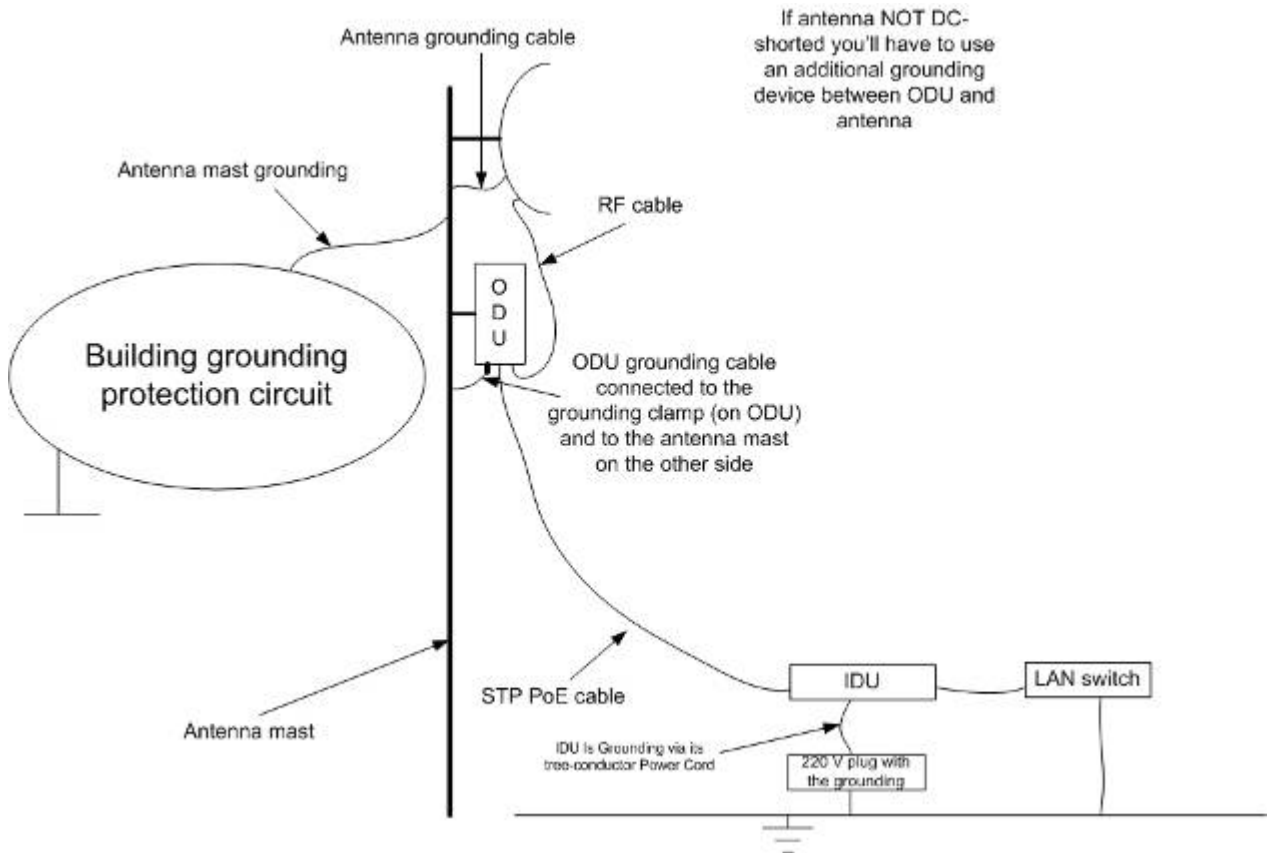 If antenna NOT DC-
shorted you'll have to use
an additional grounding
device between ODU and
antenna
Antenna grounding cable
Antenna mast grounding
RF cable
O
D
U
Building grounding
protection circuit
ODU grounding cable
connected to the
grounding clamp (on ODU)
and to the antenna mast
on the other side
STP PoE cable
IDU
LAN switch
Antenna mast
IDU Is Grounding via its
tree-conductor Power Cord
220 V plug with
the grounding